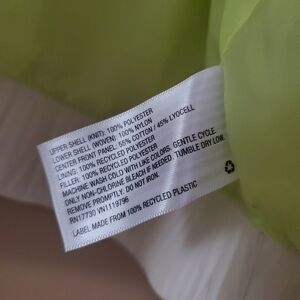 UPPER SHELL (KNIT): 100% POLYESTER
LOWER SHELL (WOVEN): 100% NYLON
CENTER FRONT PANEL: 55% COTTON / 45% LYOCELL
LINING: 100% RECYCLED POLYESTER
FILLER: 100% RECYCLED POLYESTER
MACHINE WASH COLD WITH LIKE COLORS. GENTLE CYCLE.
ONLY NON-CHLORINE BLEACH IF NEEDED. TUMBLE DRY LOW.
REMOVE PROMPTLY. DO NOT IRON.
RN17730 VN1119796
LABEL MADE FROM 100% RECYCLED PLASTIC